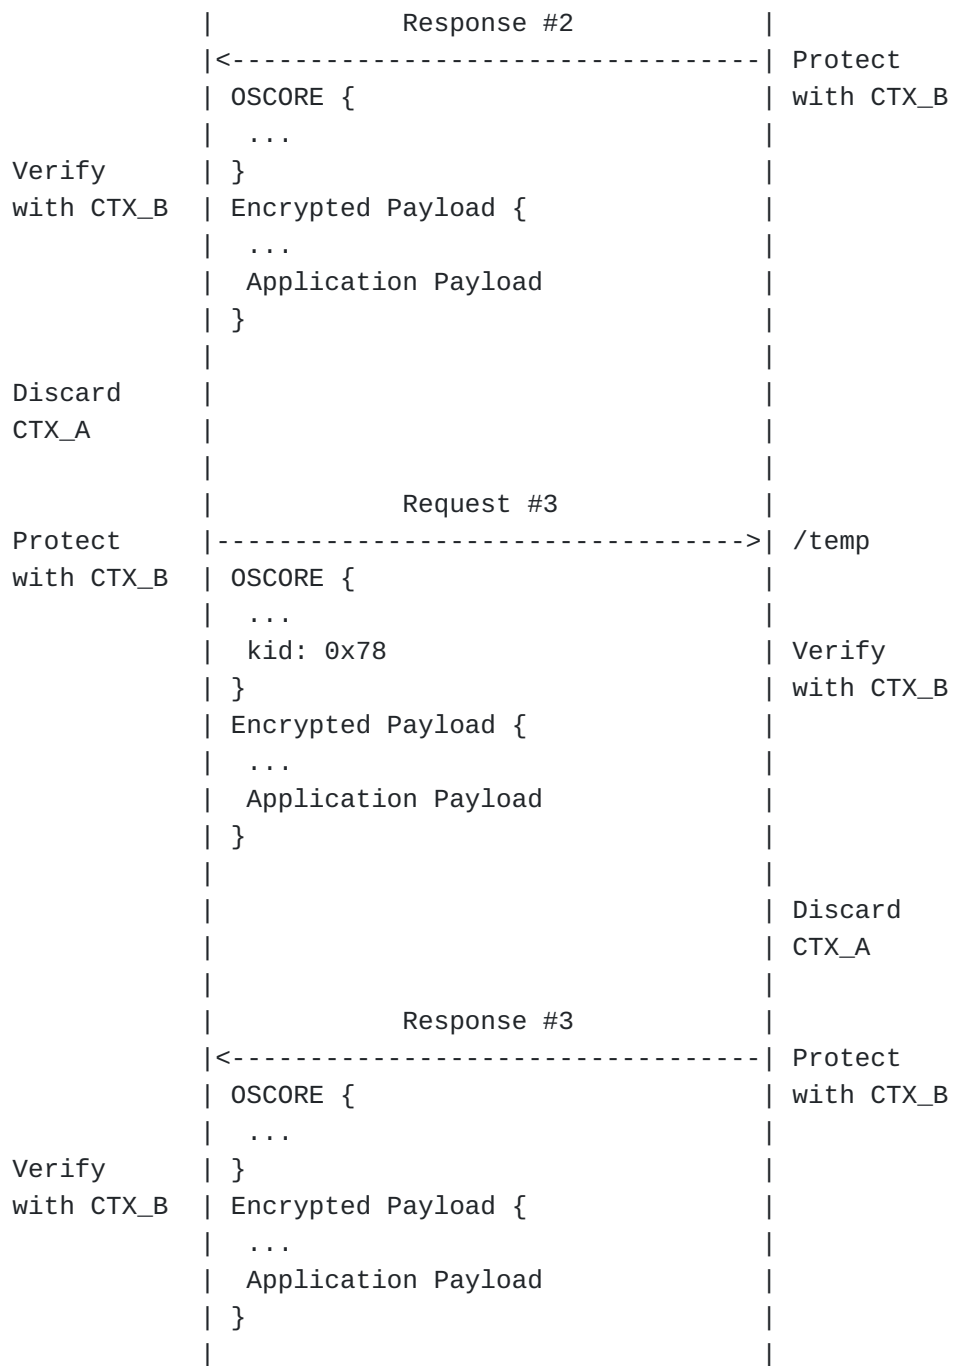 |            Response #2            |
            |<----------------------------------| Protect
            | OSCORE {                          | with CTX_B
            |  ...                              |
Verify      | }                                 |
with CTX_B  | Encrypted Payload {               |
            |  ...                              |
            |  Application Payload              |
            | }                                 |
            |                                   |
Discard     |                                   |
CTX_A       |                                   |
            |                                   |
            |            Request #3             |
Protect     |---------------------------------->| /temp
with CTX_B  | OSCORE {                          |
            |  ...                              |
            |  kid: 0x78                        | Verify
            | }                                 | with CTX_B
            | Encrypted Payload {               |
            |  ...                              |
            |  Application Payload              |
            | }                                 |
            |                                   |
            |                                   | Discard
            |                                   | CTX_A
            |                                   |
            |            Response #3            |
            |<----------------------------------| Protect
            | OSCORE {                          | with CTX_B
            |  ...                              |
Verify      | }                                 |
with CTX_B  | Encrypted Payload {               |
            |  ...                              |
            |  Application Payload              |
            | }                                 |
            |                                   |